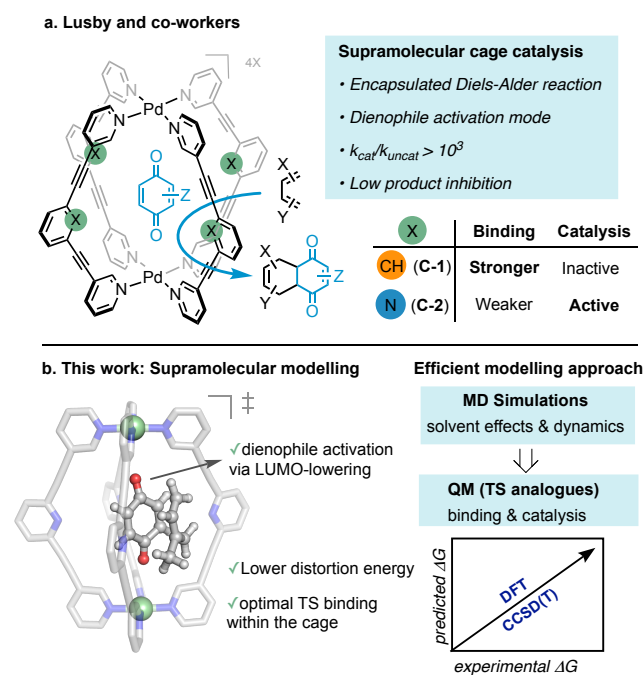 a. Lusby and co-workers
4X
Pd
N
N
N
N
X
X
X
X
O
O
Z
X
Y
N
N
N
N
Pd
X
Y
O
O
Z
Supramolecular cage catalysis
• Encapsulated Diels-Alder reaction
• Dienophile activation mode
• kcat/kuncat > 10³
• Low product inhibition
X Binding Catalysis
CH (C-1) Stronger Inactive
N (C-2) Weaker Active
b. This work: Supramolecular modelling
‡
✓dienophile activation
via LUMO-lowering
✓Lower distortion energy
✓optimal TS binding
within the cage
Efficient modelling approach
MD Simulations
solvent effects & dynamics
QM (TS analogues)
binding & catalysis
predicted ΔG
DFT
CCSD(T)
experimental ΔG